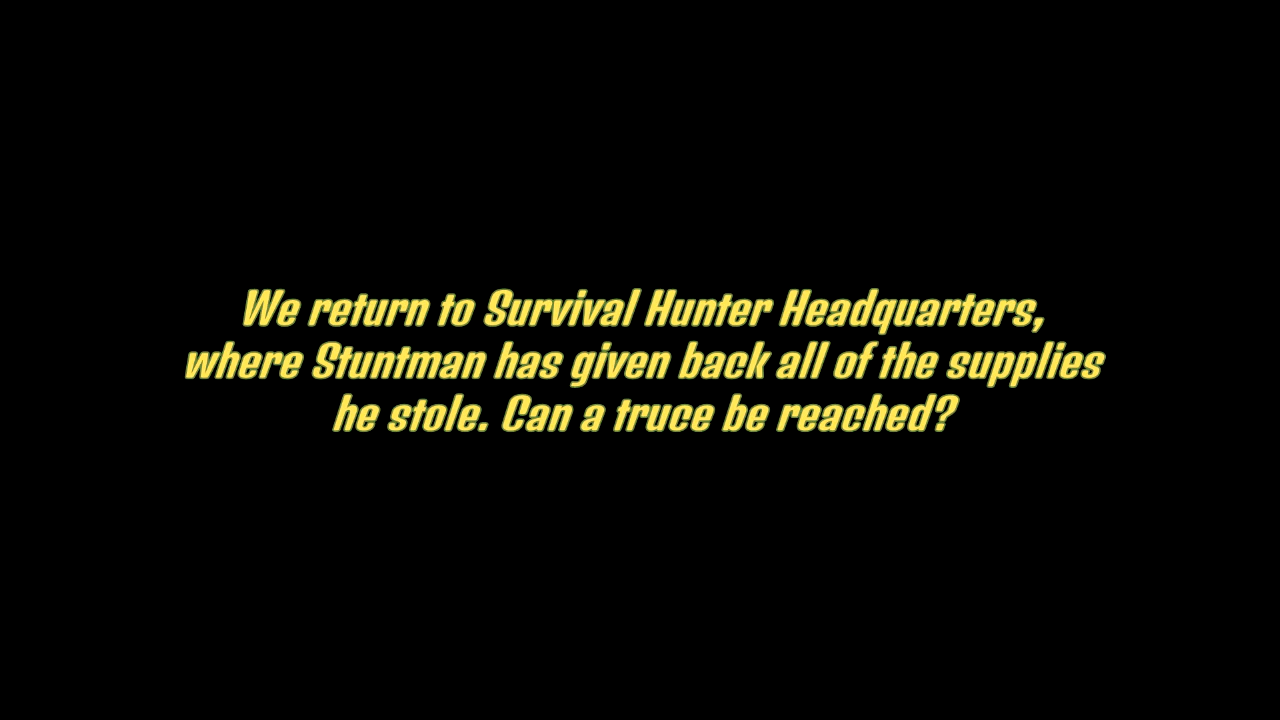 We return to Survival Hunter Headquarters,
where Stuntman has given back all of the supplies
he stole. Can a truce be reached?